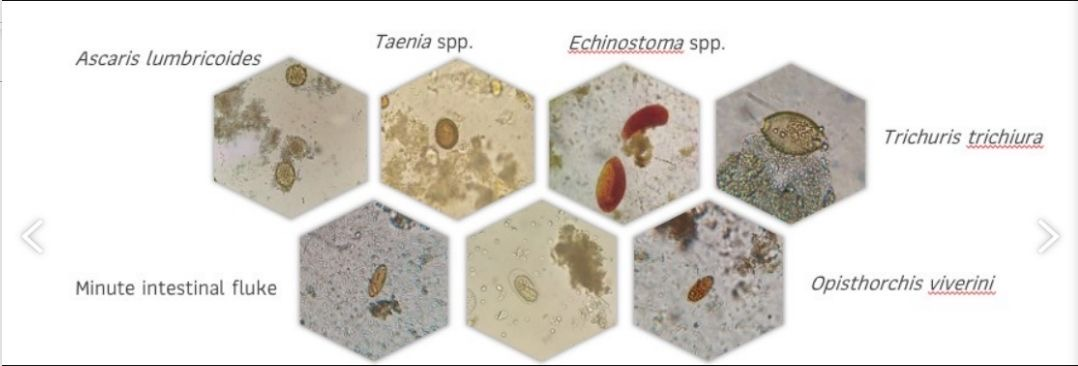 Taenia spp.
Echinostoma spp.
Ascaris lumbricoides
Trichuris trichiura
Minute intestinal fluke
Opisthorchis viverini